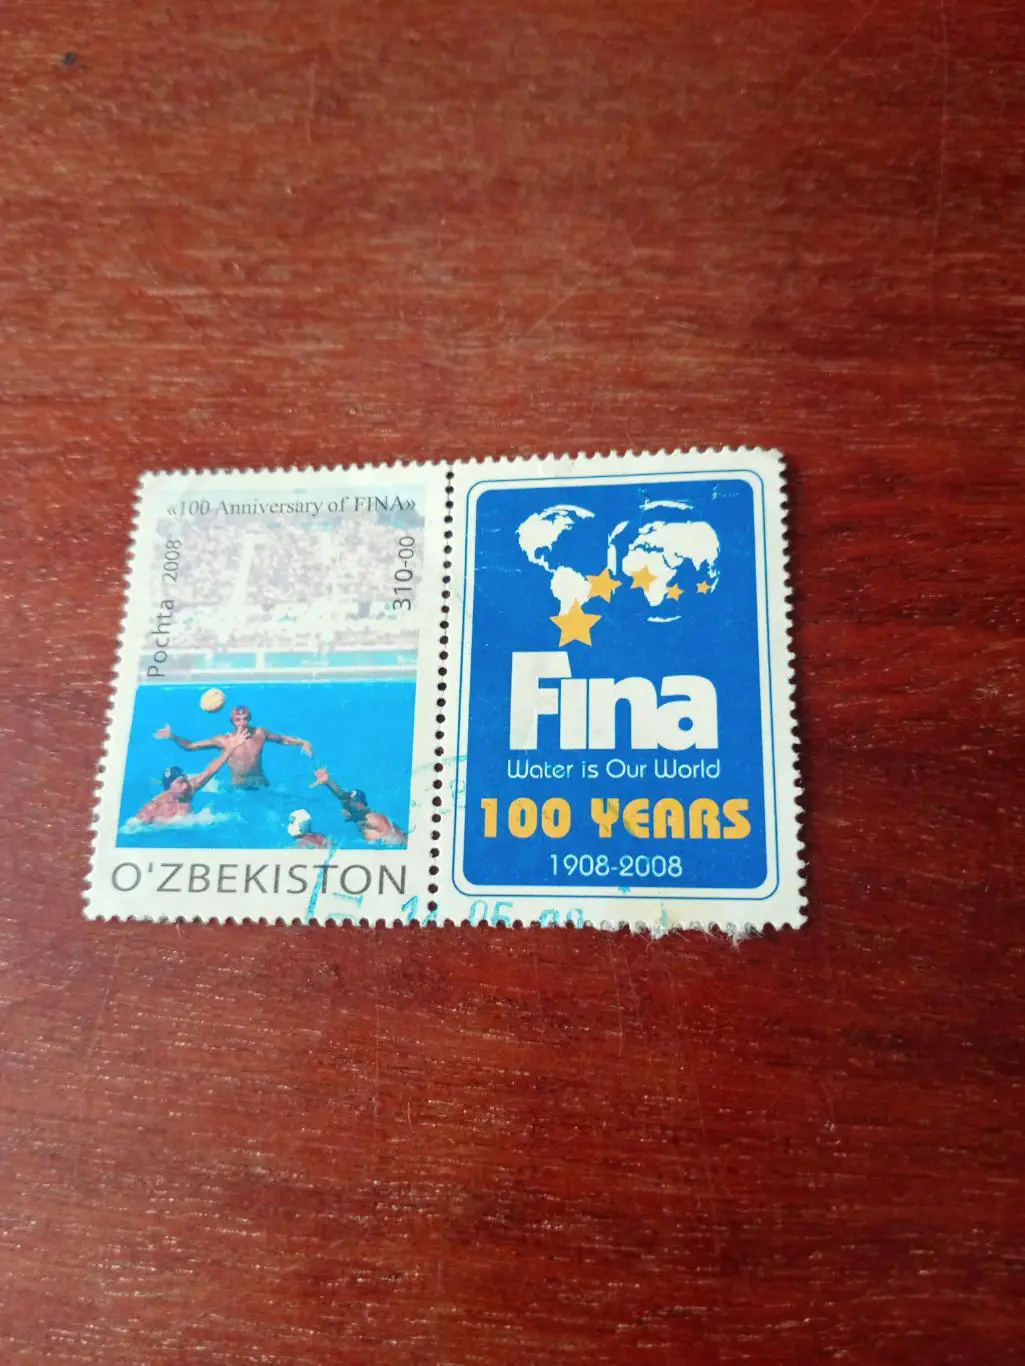 «100 Anniversary of FINA»
Pochta 2008
310-00
O'ZBEKISTON
Fina
Water is Our World
100 YEARS
1908-2008